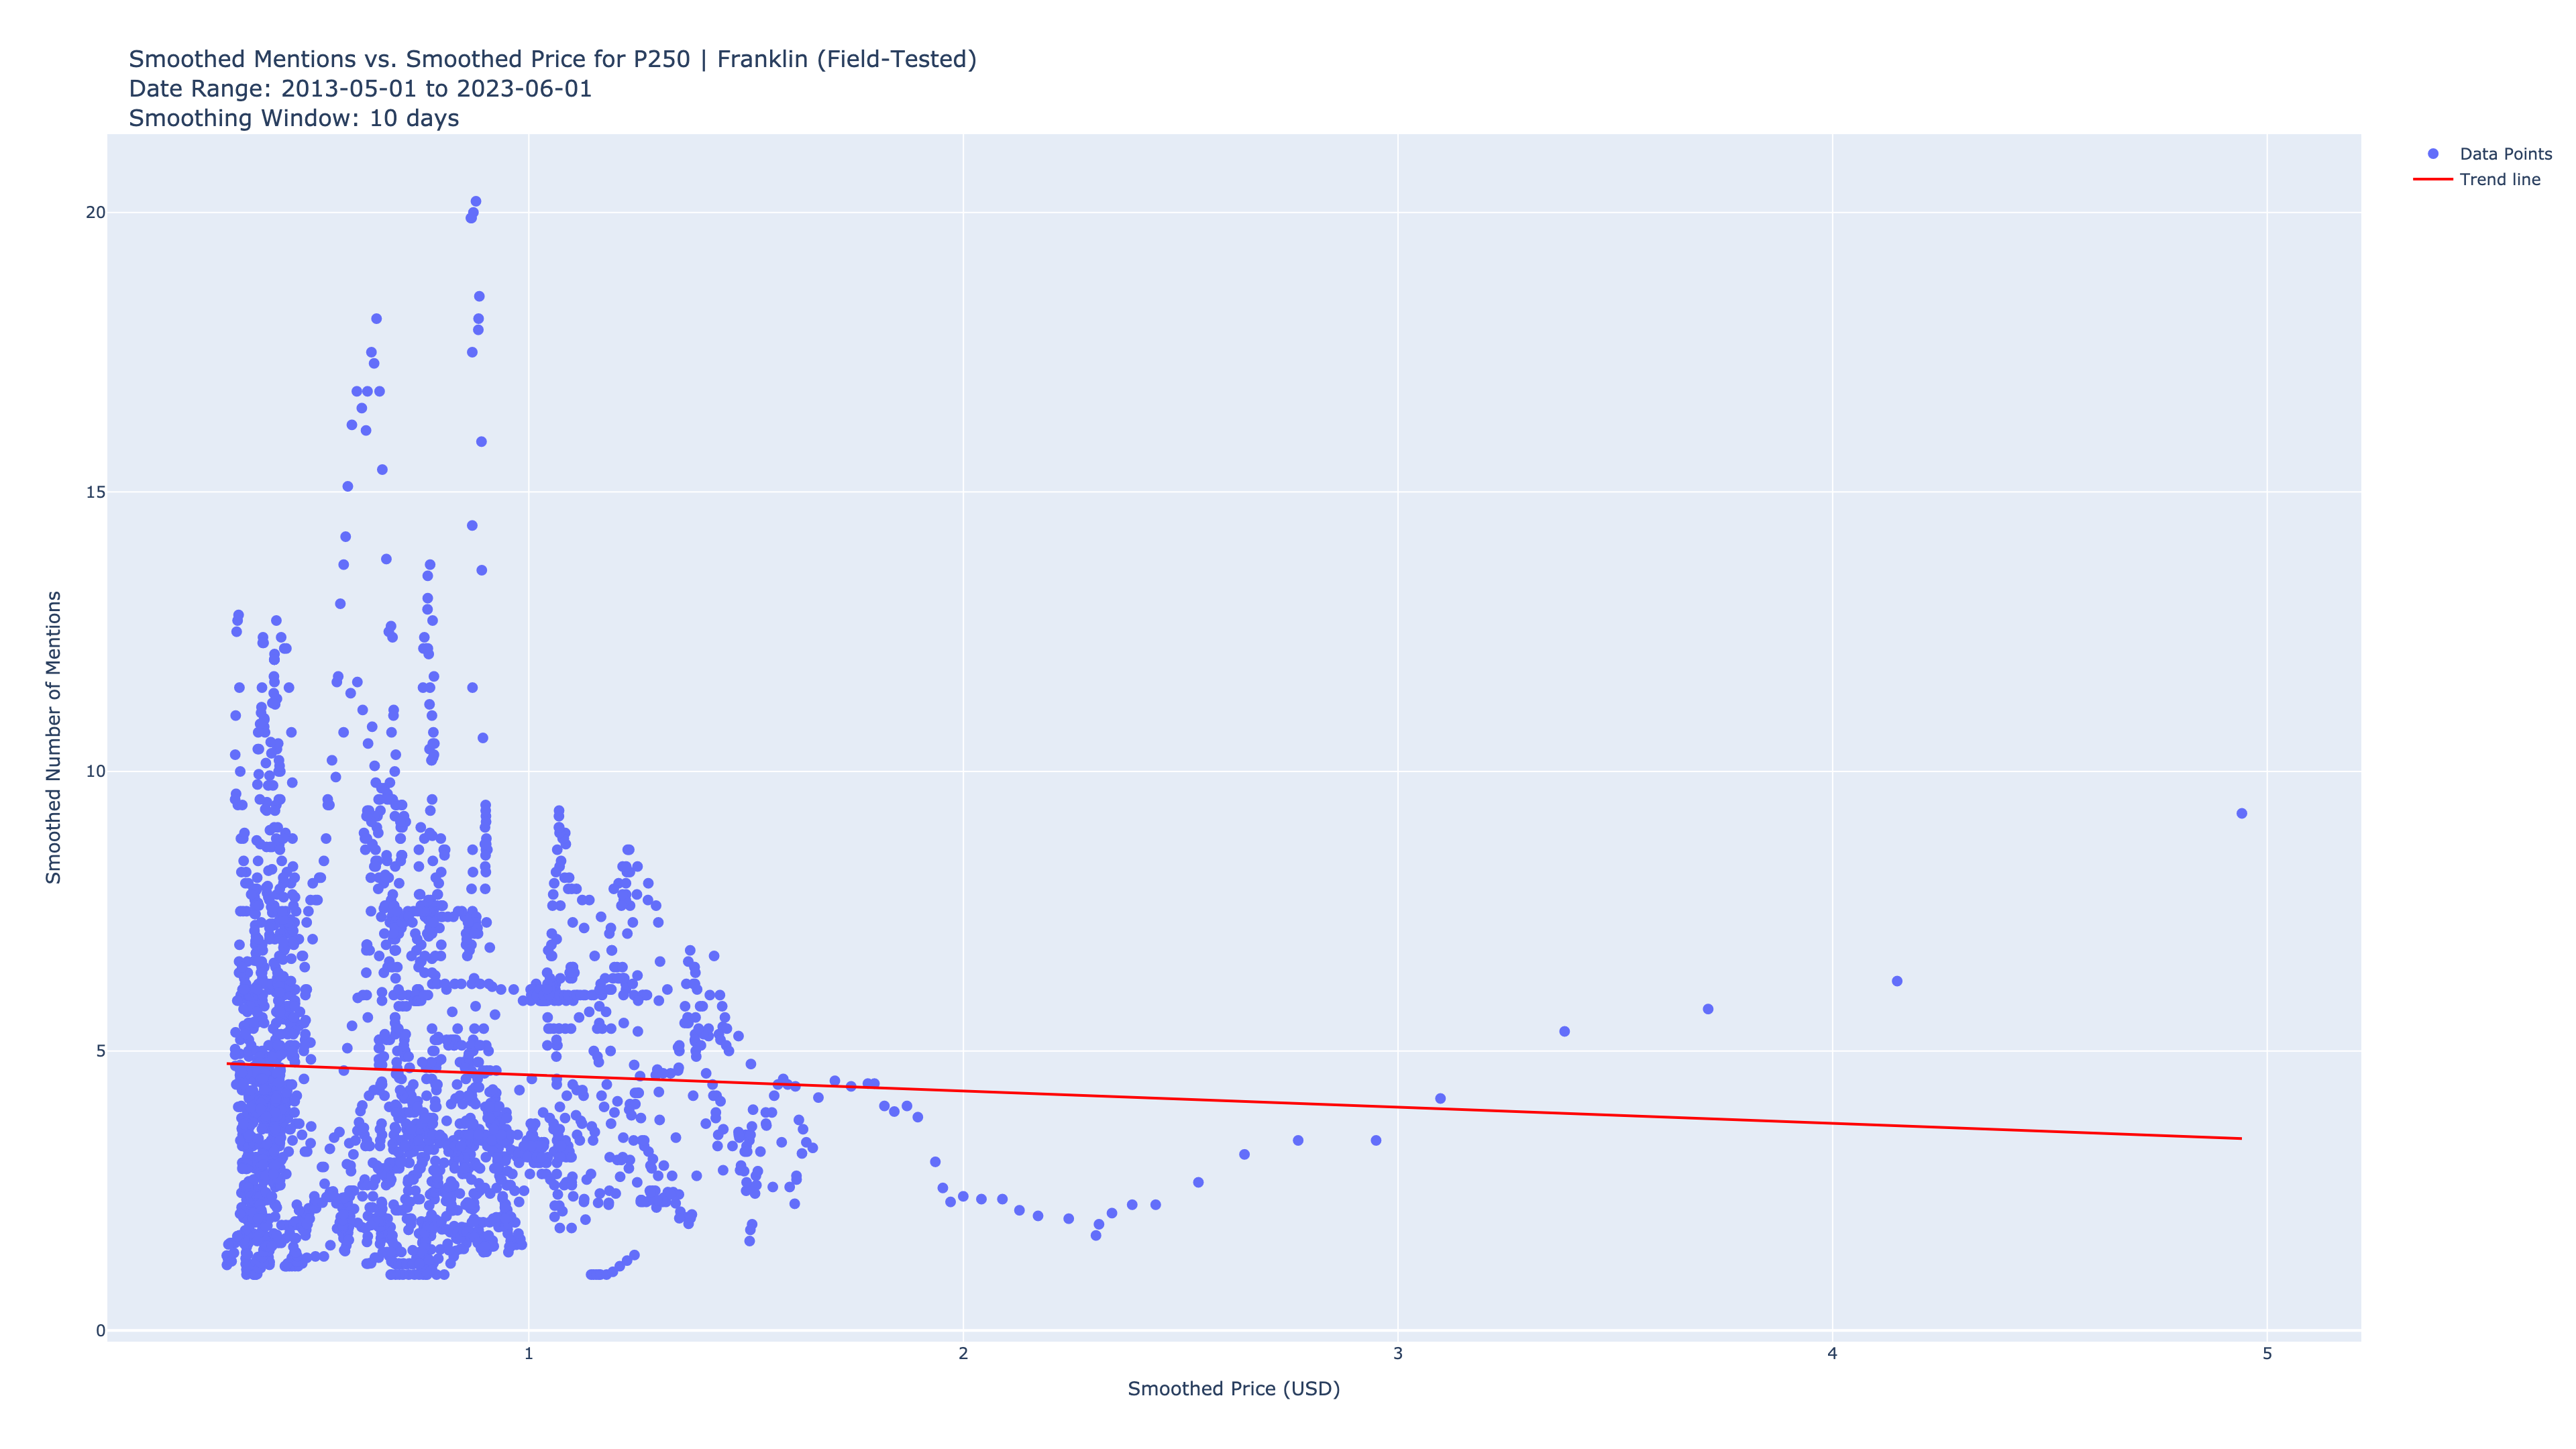 Smoothed Mentions vs. Smoothed Price for P250 | Franklin (Field-Tested)
Date Range: 2013-05-01 to 2023-06-01
Smoothing Window: 10 days
Data Points
Trend line
Smoothed Number of Mentions
20
15
10
5
0
1
2
3
4
5
Smoothed Price (USD)